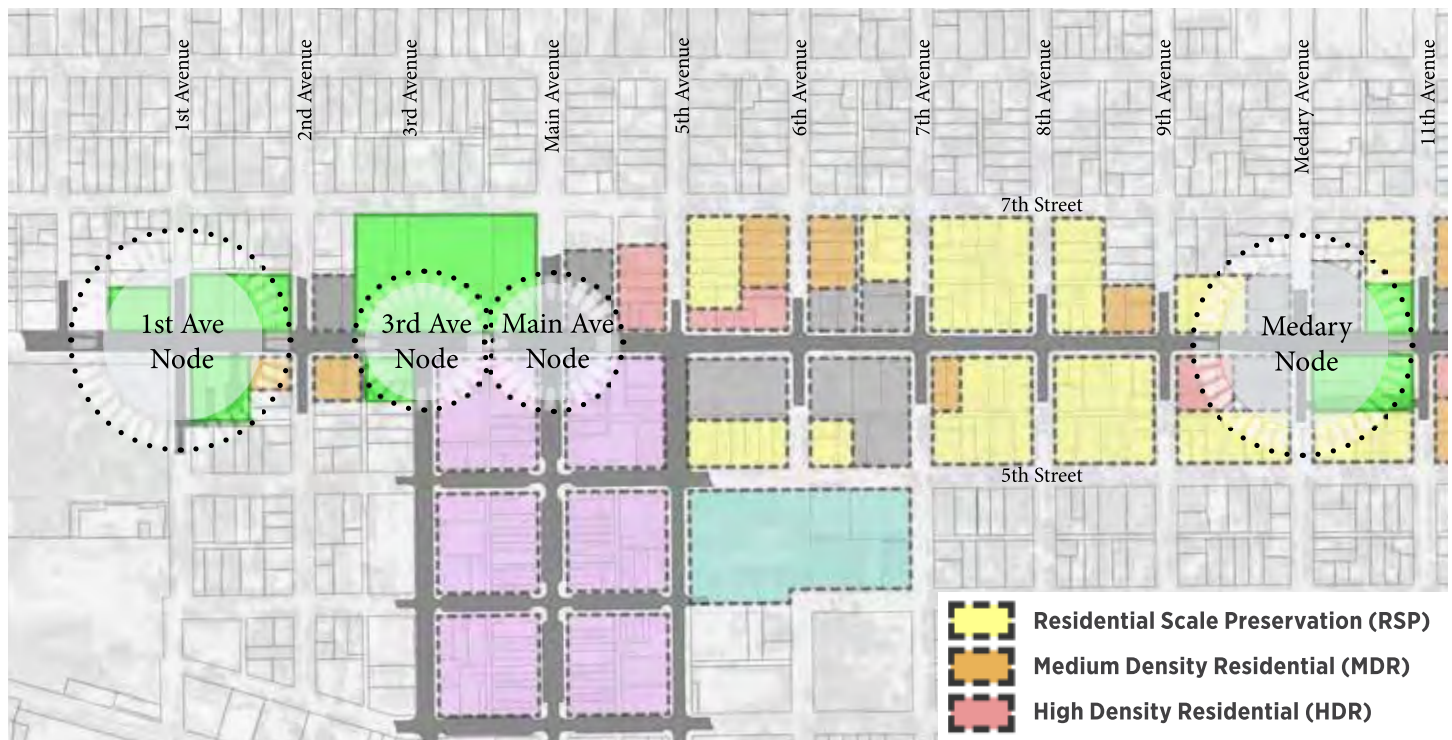 1st Avenue
2nd Avenue
3rd Avenue
Main Avenue
5th Avenue
6th Avenue
7th Avenue
8th Avenue
9th Avenue
Medary Avenue
11th Avenue
7th Street
1st Ave
Node
3rd Ave
Node
Main Ave
Node
Medary
Node
5th Street
Residential Scale Preservation (RSP)
Medium Density Residential (MDR)
High Density Residential (HDR)